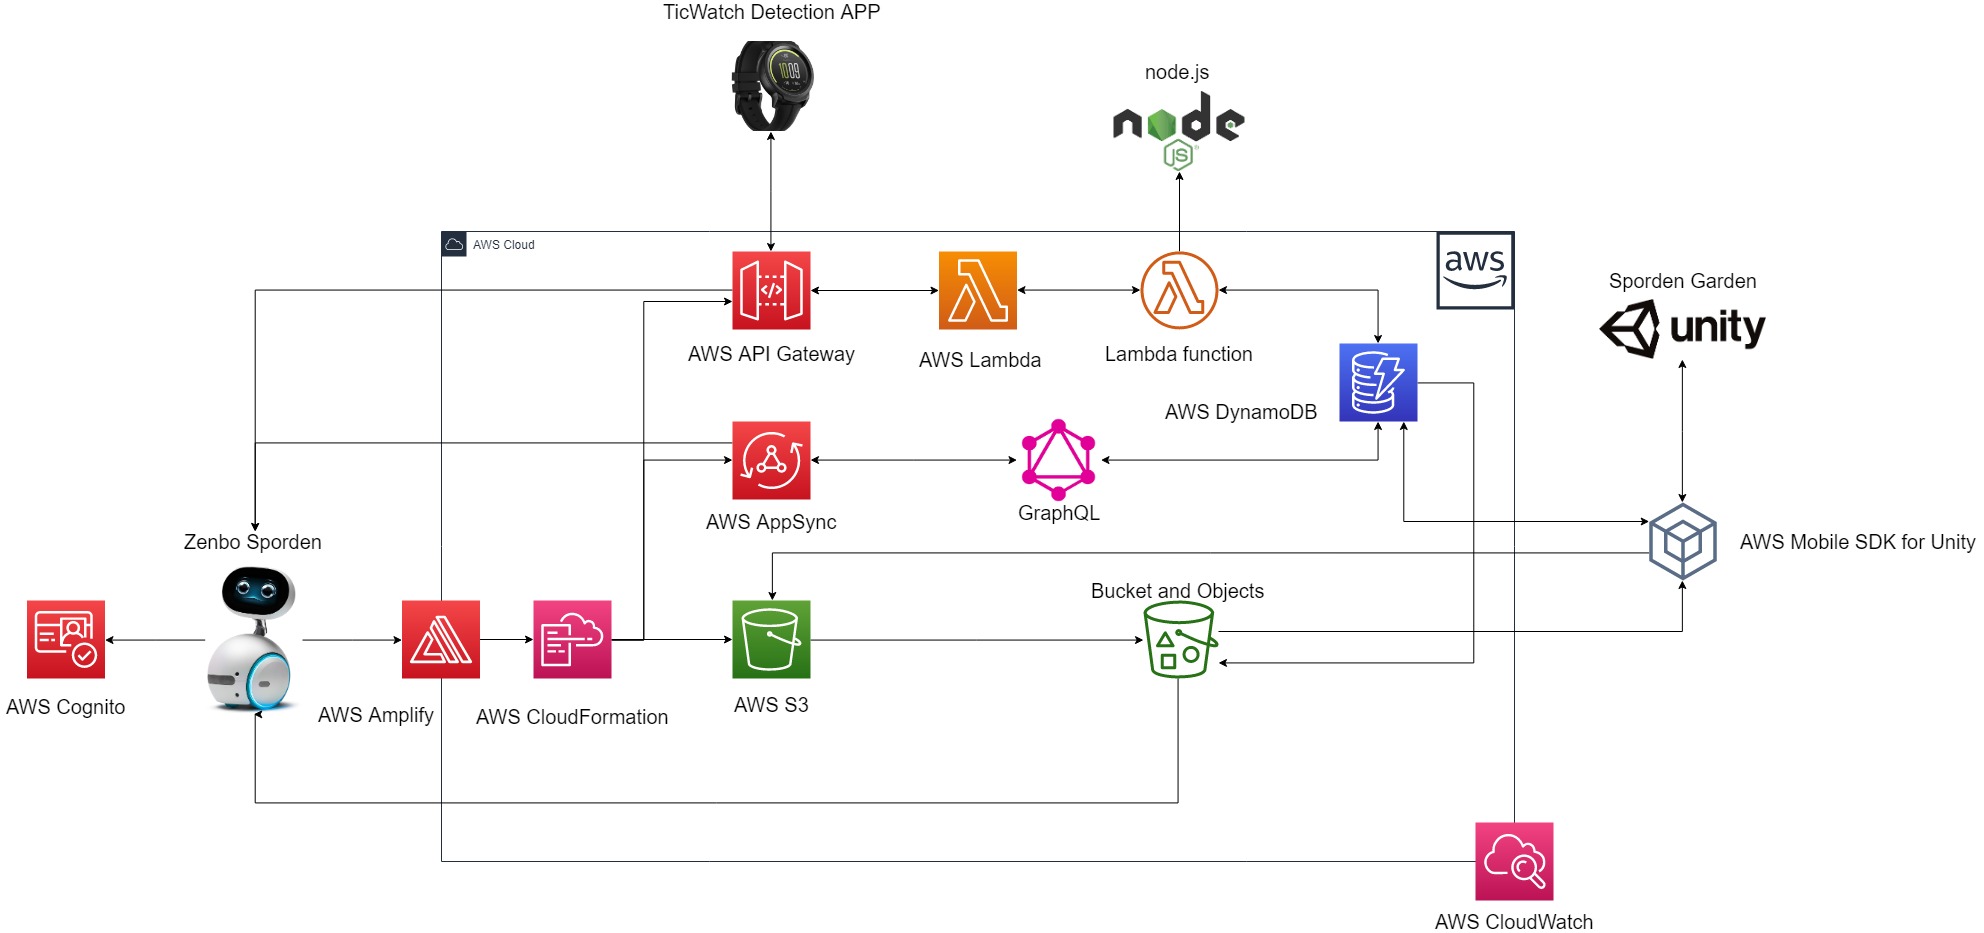 TicWatch Detection APP
node.js
node
JS
AWS Cloud
aws
Sporden Garden
unity
AWS API Gateway
AWS Lambda
Lambda function
AWS DynamoDB
AWS AppSync
GraphQL
Zenbo Sporden
AWS Mobile SDK for Unity
Bucket and Objects
AWS Cognito
AWS Amplify
AWS CloudFormation
AWS S3
AWS CloudWatch